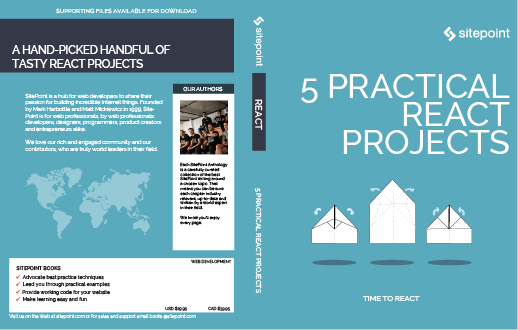 SUPPORTING FILES AVAILABLE FOR DOWNLOAD
A HAND-PICKED HANDFUL OF
TASTY REACT PROJECTS
SitePoint is a hub for web developers to share their
passion for building incredible Internet things. Founded
by Mark Harbottle and Matt Mickiewicz in 1999, Site-
Point is for web professionals, by web professionals:
developers, designers, programmers, product creators
and entrepreneurs alike.
We love our rich and engaged community and our
contributors, who are truly world leaders in their field.
OUR AUTHORS
Each SitePoint Anthology
is a carefully curated
collection of the best
SitePoint writing around
a chosen topic. That
means you can be sure
each chapter is
relevant, up-to-date and
written by a world expert
in their field.
We hope you'll enjoy
every page.
WEB DEVELOPMENT
SITEPOINT BOOKS
Advocate best practice techniques
Lead you through practical examples
Provide working code for your website
Make learning easy and fun
USD $39.95
CAD $39.95
Visit us on the Web at sitepoint.com or for sales and support email books@sitepoint.com
sitepoint
REACT
5 PRACTICAL REACT PROJECTS
sitepoint
5 PRACTICAL
REACT
PROJECTS
TIME TO REACT